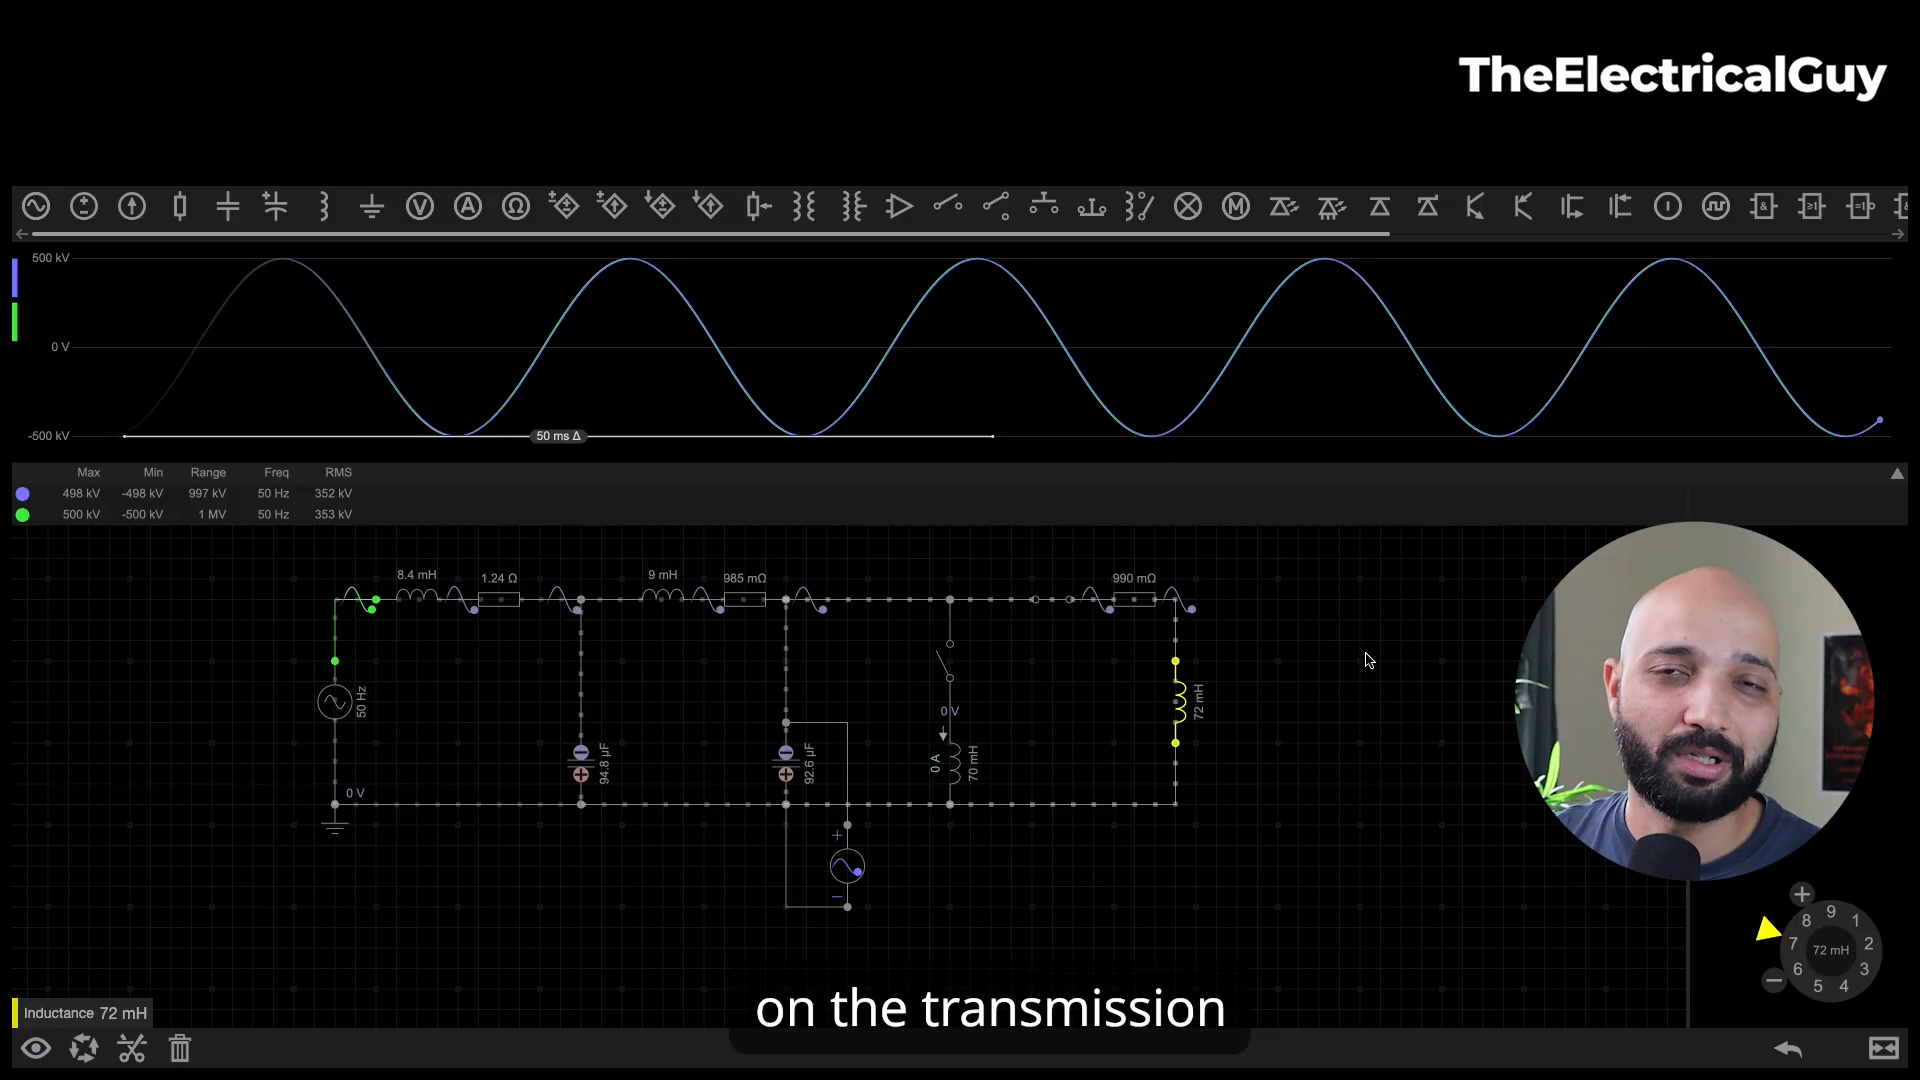 TheElectricalGuy
500 kV
0 V
-500 kV
50 ms Δ
Max Min Range Freq RMS
498 kV -498 kV 997 kV 50 Hz 352 kV
500 kV -500 kV 1 MV 50 Hz 353 kV
8.4 mH
1.24 Ω
9 mH
985 mΩ
990 mΩ
50 Hz
0 V
94.8 µF
92.6 µF
0 V
0 A
70 mH
72 mH
+
−
+
9
8 1
7 72 mH 2
6 3
5 4
−
Inductance 72 mH
on the transmission